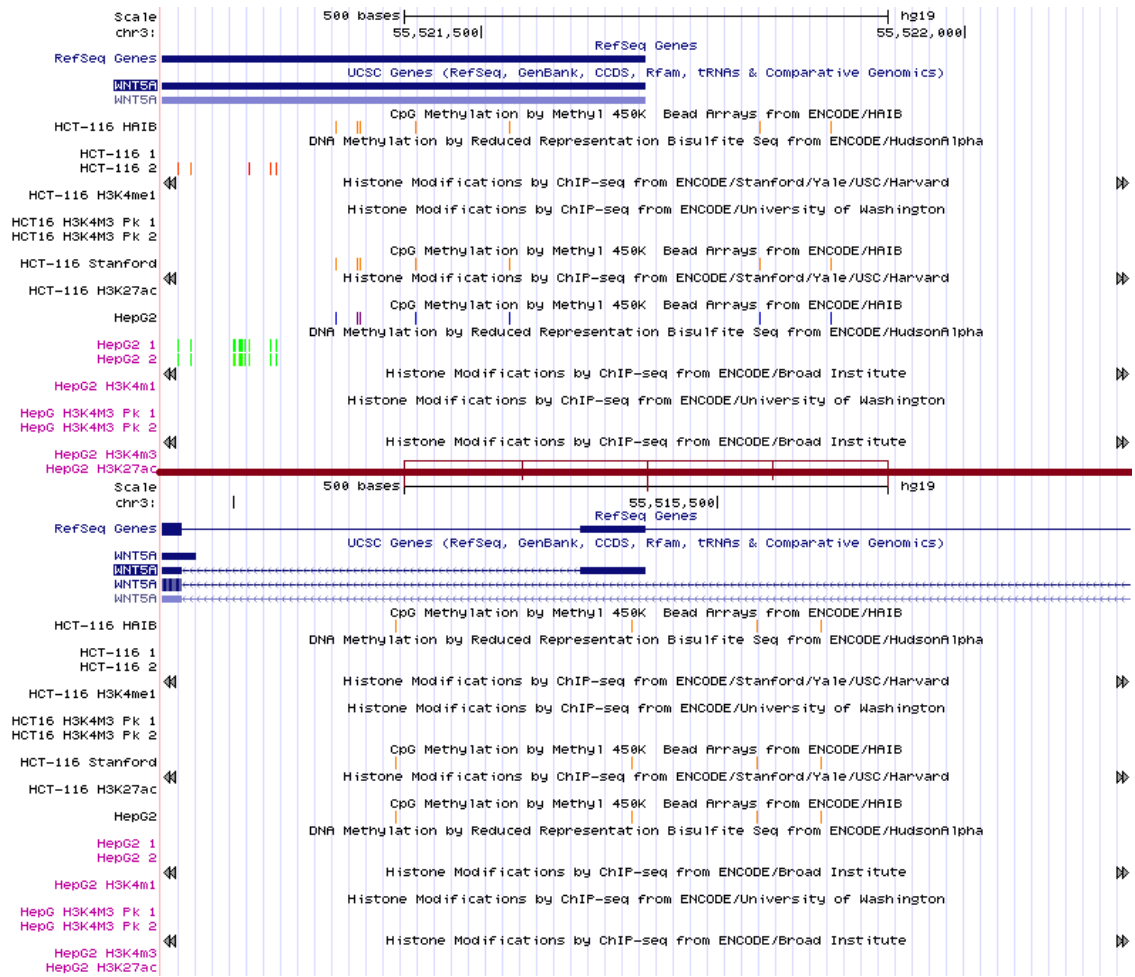 Scale 500 bases hg19
chr3: 55,521,500| 55,522,000|
RefSeq Genes
RefSeq Genes
UCSC Genes (RefSeq, GenBank, CCDS, Rfam, tRNAs & Comparative Genomics)
WNT5A
WNT5A
CpG Methylation by Methyl 450K Bead Arrays from ENCODE/HAIB
HCT-116 HAIB
DNA Methylation by Reduced Representation Bisulfite Seq from ENCODE/HudsonAlpha
HCT-116 1
HCT-116 2
Histone Modifications by ChIP-seq from ENCODE/Stanford/Yale/USC/Harvard
HCT-116 H3K4me1
Histone Modifications by ChIP-seq from ENCODE/University of Washington
HCT16 H3K4M3 Pk 1
HCT16 H3K4M3 Pk 2
CpG Methylation by Methyl 450K Bead Arrays from ENCODE/HAIB
HCT-116 Stanford
Histone Modifications by ChIP-seq from ENCODE/Stanford/Yale/USC/Harvard
HCT-116 H3K27ac
CpG Methylation by Methyl 450K Bead Arrays from ENCODE/HAIB
HepG2
DNA Methylation by Reduced Representation Bisulfite Seq from ENCODE/HudsonAlpha
HepG2 1
HepG2 2
Histone Modifications by ChIP-seq from ENCODE/Broad Institute
HepG2 H3K4m1
Histone Modifications by ChIP-seq from ENCODE/University of Washington
HepG H3K4M3 Pk 1
HepG H3K4M3 Pk 2
Histone Modifications by ChIP-seq from ENCODE/Broad Institute
HepG2 H3K4m3
HepG2 H3K27ac
Scale 500 bases hg19
chr3: 55,515,500|
RefSeq Genes
RefSeq Genes
UCSC Genes (RefSeq, GenBank, CCDS, Rfam, tRNAs & Comparative Genomics)
WNT5A
WNT5A
WNT5A
WNT5A
CpG Methylation by Methyl 450K Bead Arrays from ENCODE/HAIB
HCT-116 HAIB
DNA Methylation by Reduced Representation Bisulfite Seq from ENCODE/HudsonAlpha
HCT-116 1
HCT-116 2
Histone Modifications by ChIP-seq from ENCODE/Stanford/Yale/USC/Harvard
HCT-116 H3K4me1
Histone Modifications by ChIP-seq from ENCODE/University of Washington
HCT16 H3K4M3 Pk 1
HCT16 H3K4M3 Pk 2
CpG Methylation by Methyl 450K Bead Arrays from ENCODE/HAIB
HCT-116 Stanford
Histone Modifications by ChIP-seq from ENCODE/Stanford/Yale/USC/Harvard
HCT-116 H3K27ac
CpG Methylation by Methyl 450K Bead Arrays from ENCODE/HAIB
HepG2
DNA Methylation by Reduced Representation Bisulfite Seq from ENCODE/HudsonAlpha
HepG2 1
HepG2 2
Histone Modifications by ChIP-seq from ENCODE/Broad Institute
HepG2 H3K4m1
Histone Modifications by ChIP-seq from ENCODE/University of Washington
HepG H3K4M3 Pk 1
HepG H3K4M3 Pk 2
Histone Modifications by ChIP-seq from ENCODE/Broad Institute
HepG2 H3K4m3
HepG2 H3K27ac